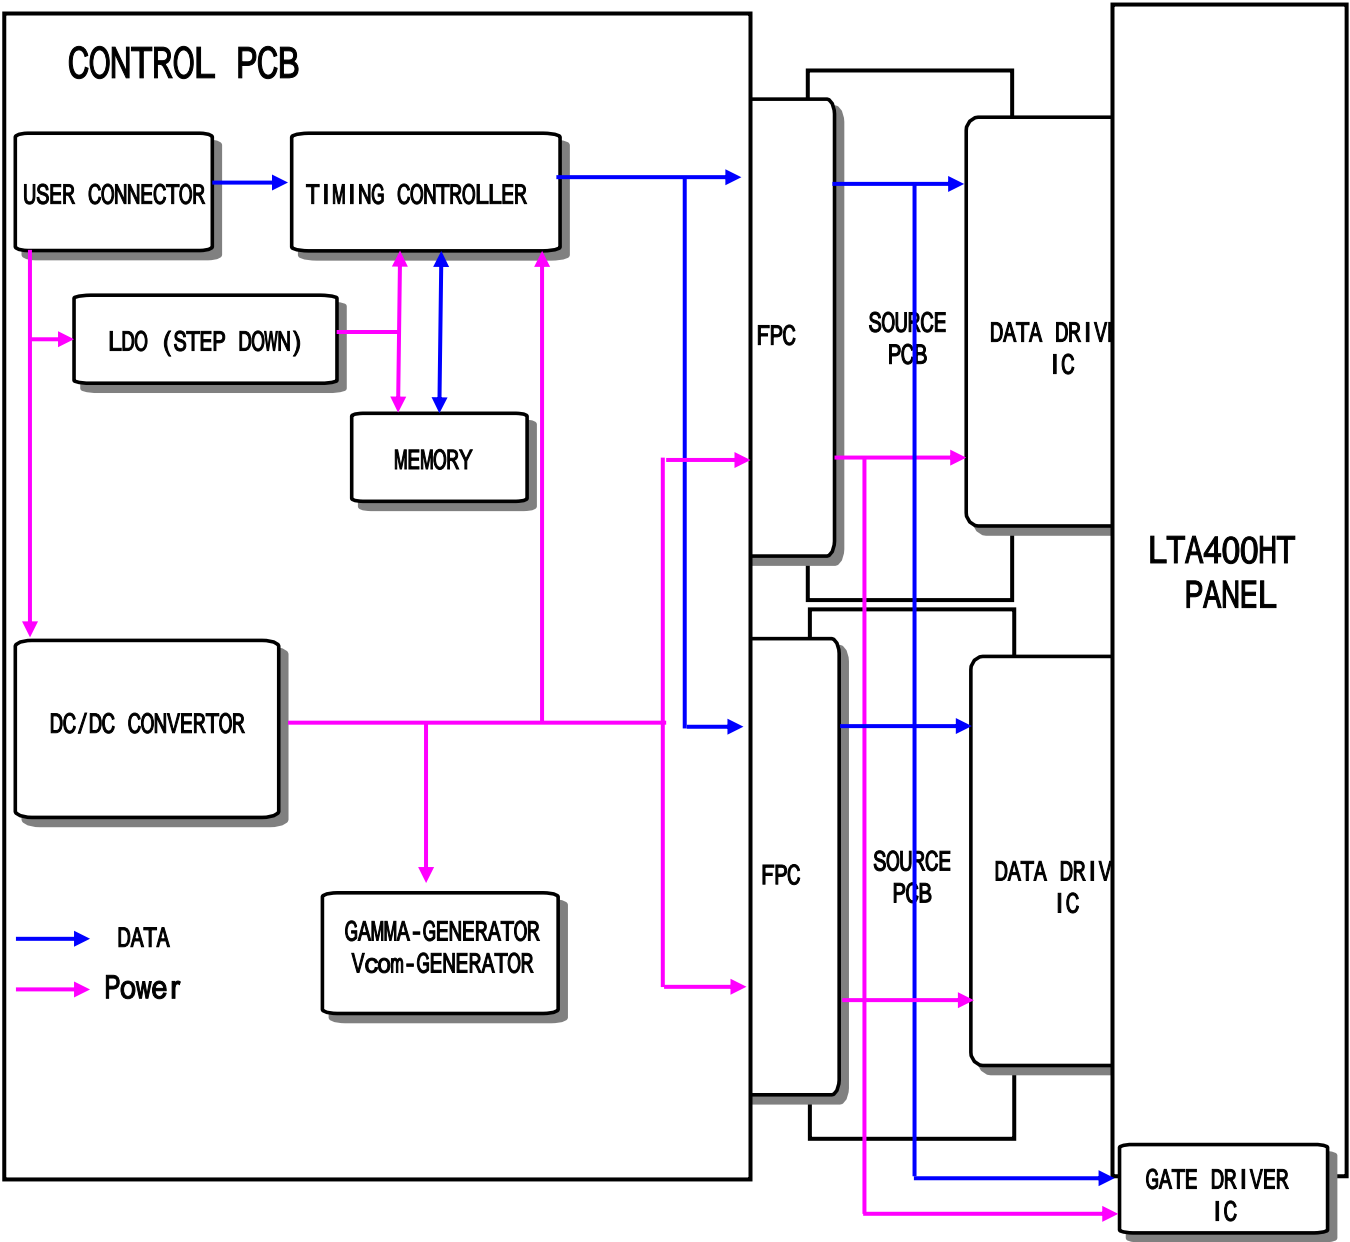 CONTROL PCB
USER CONNECTOR
TIMING CONTROLLER
LDO (STEP DOWN)
MEMORY
FPC
SOURCE
PCB
DATA DRIV
IC
LTA400HT
PANEL
DC/DC CONVERTOR
FPC
SOURCE
PCB
DATA DRIV
IC
GAMMA-GENERATOR
Vcom-GENERATOR
DATA
Power
GATE DRIVER
IC